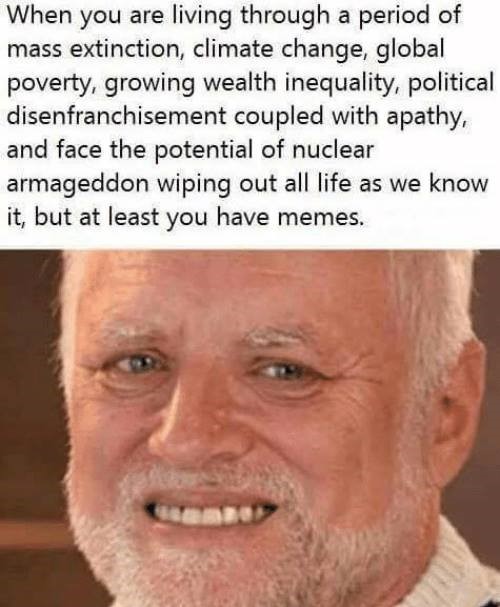 When you are living through a period of
mass extinction, climate change, global
poverty, growing wealth inequality, political
disenfranchisement coupled with apathy,
and face the potential of nuclear
armageddon wiping out all life as we know
it, but at least you have memes.